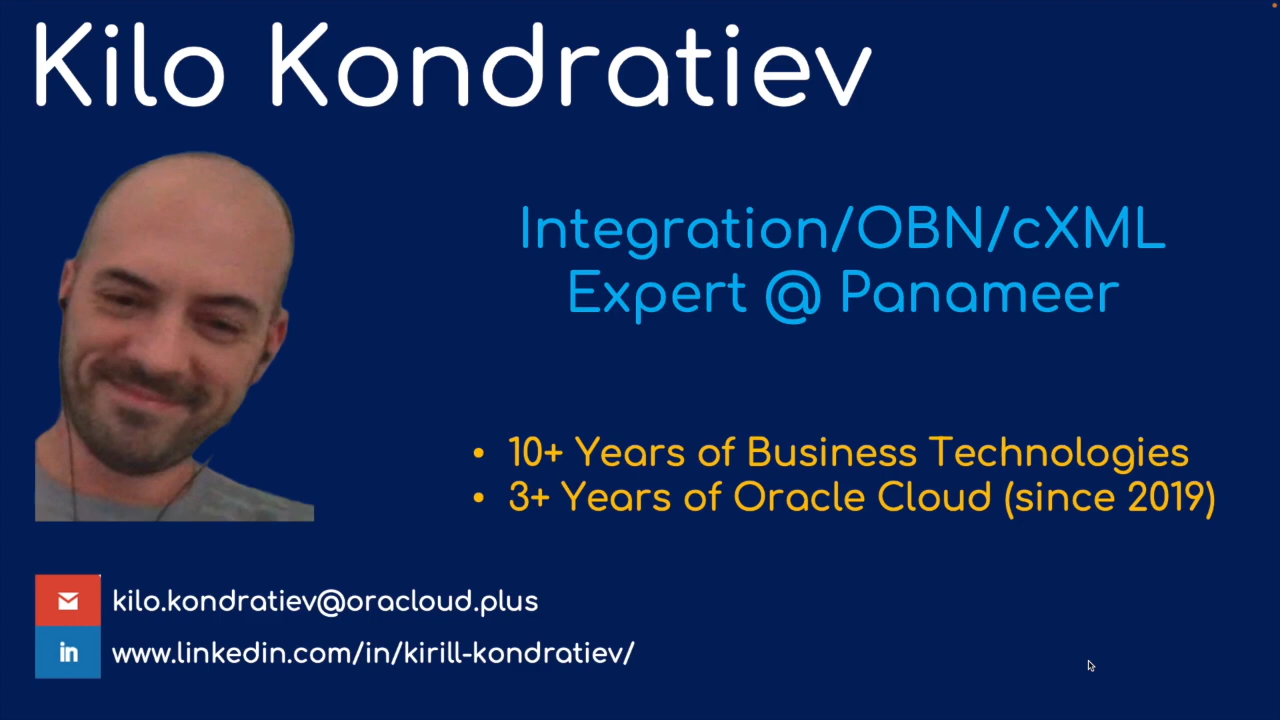 Kilo Kondratiev
Integration/OBN/cXML
Expert @ Panameer
• 10+ Years of Business Technologies
• 3+ Years of Oracle Cloud (since 2019)
kilo.kondratiev@oracloud.plus
in www.linkedin.com/in/kirill-kondratiev/